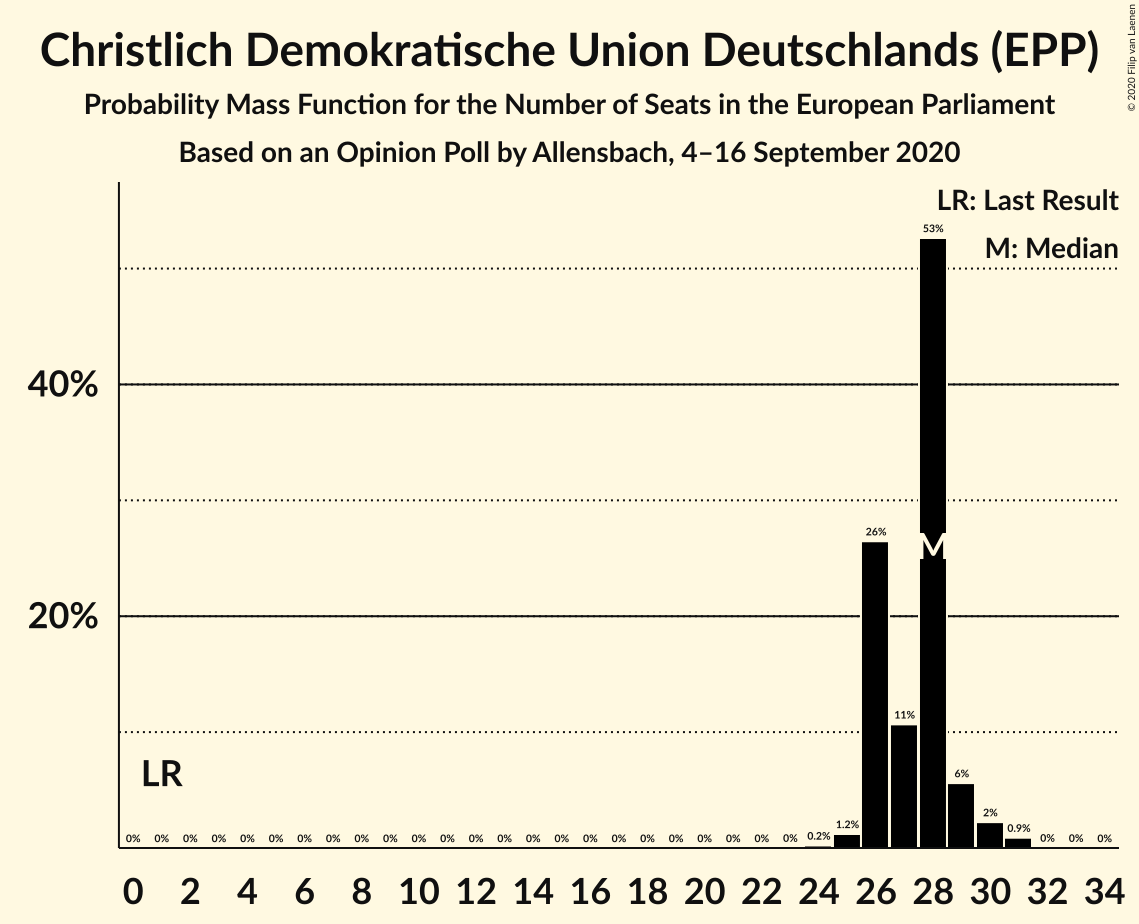 Christlich Demokratische Union Deutschlands (EPP)
Probability Mass Function for the Number of Seats in the European Parliament
Based on an Opinion Poll by Allensbach, 4–16 September 2020
© 2020 Filip van Laenen
LR: Last Result
M: Median
53%
40%
26%
M
20%
11%
LR
6%
0% 0% 0% 0% 0% 0% 0% 0% 0% 0% 0% 0% 0% 0% 0% 0% 0% 0% 0% 0% 0% 0% 0% 0% 0.2% 1.2% 2% 0.9% 0% 0% 0%
0 2 4 6 8 10 12 14 16 18 20 22 24 26 28 30 32 34